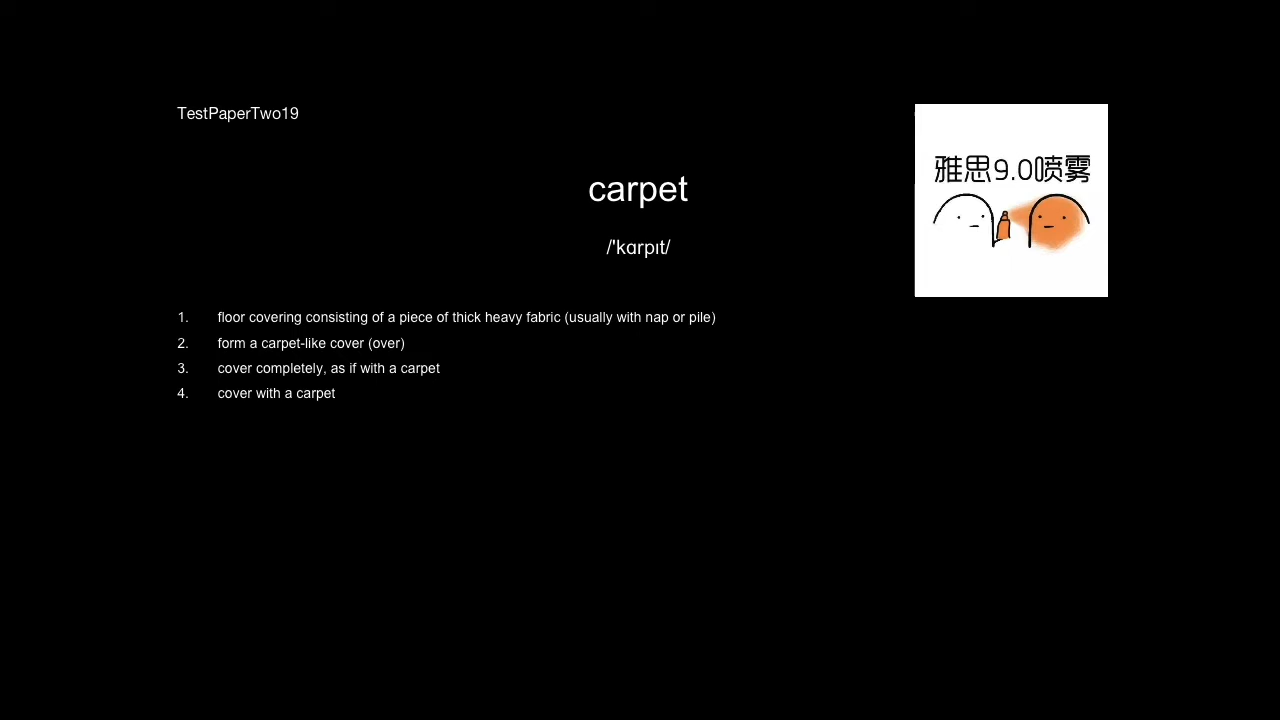 TestPaperTwo19
雅思9.0喷雾
carpet
/'kɑrpɪt/
1. floor covering consisting of a piece of thick heavy fabric (usually with nap or pile)
2. form a carpet-like cover (over)
3. cover completely, as if with a carpet
4. cover with a carpet